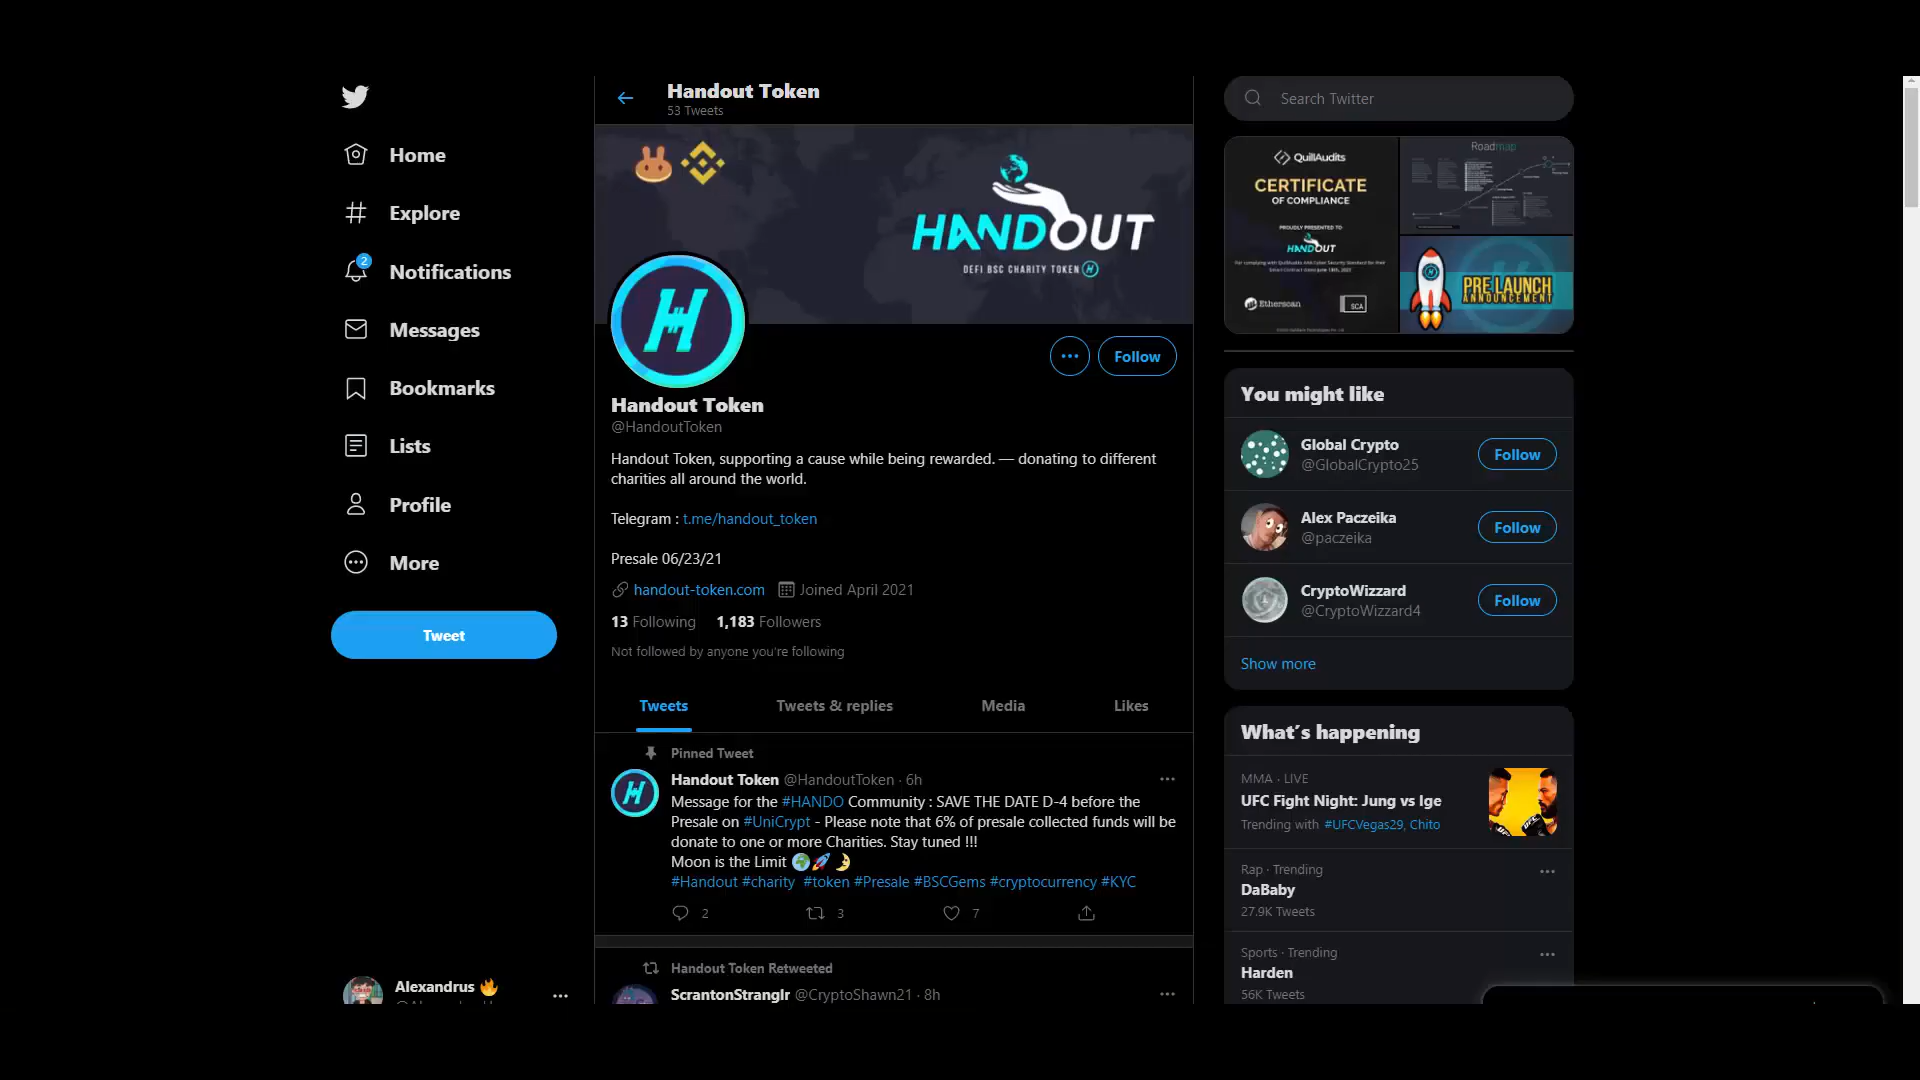 Home
Explore
2
Notifications
Messages
Bookmarks
Lists
Profile
More
Tweet
Alexandrus
Handout Token
53 Tweets
HANDOUT
DEFI BSC CHARITY TOKEN
Follow
Handout Token
@HandoutToken
Handout Token, supporting a cause while being rewarded. — donating to different
charities all around the world.
Telegram : t.me/handout_token
Presale 06/23/21
handout-token.com Joined April 2021
13 Following 1,183 Followers
Not followed by anyone you're following
Tweets Tweets & replies Media Likes
Pinned Tweet
Handout Token @HandoutToken · 6h
Message for the #HANDO Community : SAVE THE DATE D-4 before the
Presale on #UniCrypt - Please note that 6% of presale collected funds will be
donate to one or more Charities. Stay tuned !!!
Moon is the Limit
#Handout #charity #token #Presale #BSCGems #cryptocurrency #KYC
2 3 7
Handout Token Retweeted
ScrantonStranglr @CryptoShawn21 · 8h
Search Twitter
QuillAudits
CERTIFICATE
OF COMPLIANCE
PROUDLY PRESENTED TO
HANDOUT
Etherscan
SCA
Roadmap
PRE LAUNCH
ANNOUNCEMENT
You might like
Global Crypto
@GlobalCrypto25
Follow
Alex Paczeika
@paczeika
Follow
CryptoWizzard
@CryptoWizzard4
Follow
Show more
What's happening
MMA · LIVE
UFC Fight Night: Jung vs Ige
Trending with #UFCVegas29, Chito
Rap · Trending
DaBaby
27.9K Tweets
Sports · Trending
Harden
56K Tweets